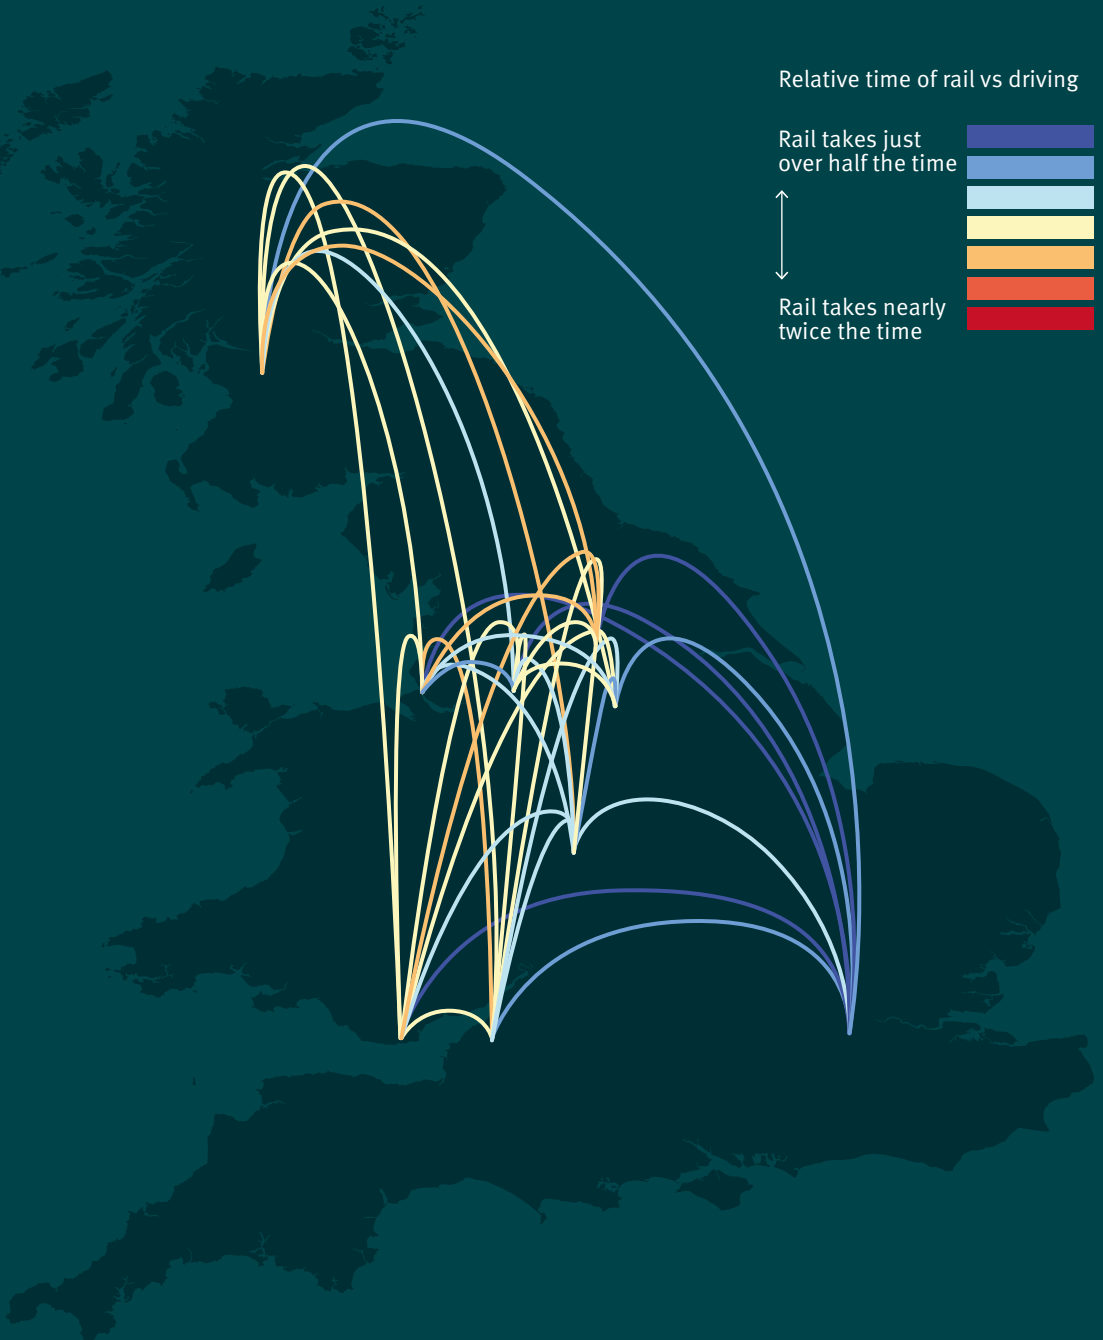 Relative time of rail vs driving
Rail takes just
over half the time
Rail takes nearly
twice the time